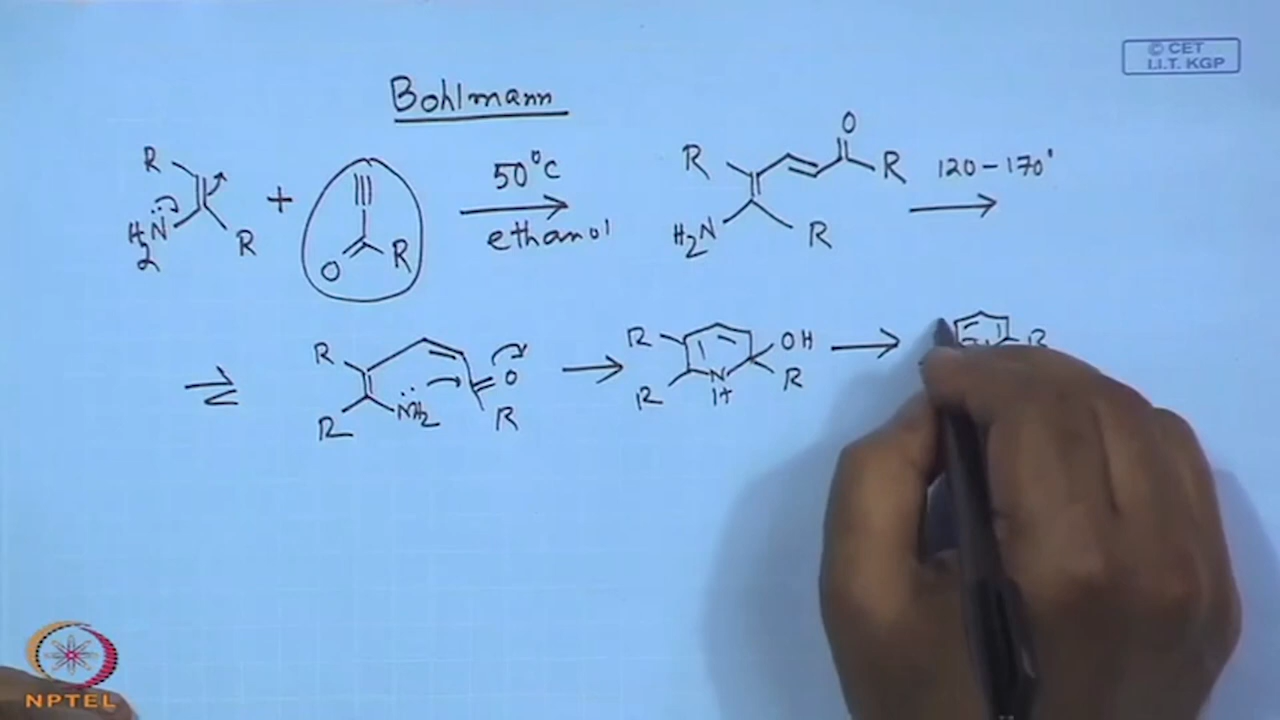 © CET
I.I.T. KGP
Bohlmann
R
H2N
R
+
O
R
50°C
ethanol
R
H2N
R
O
R
120-170°
R
R
NH2
O
R
R
R
N
H
OH
R
R
NPTEL